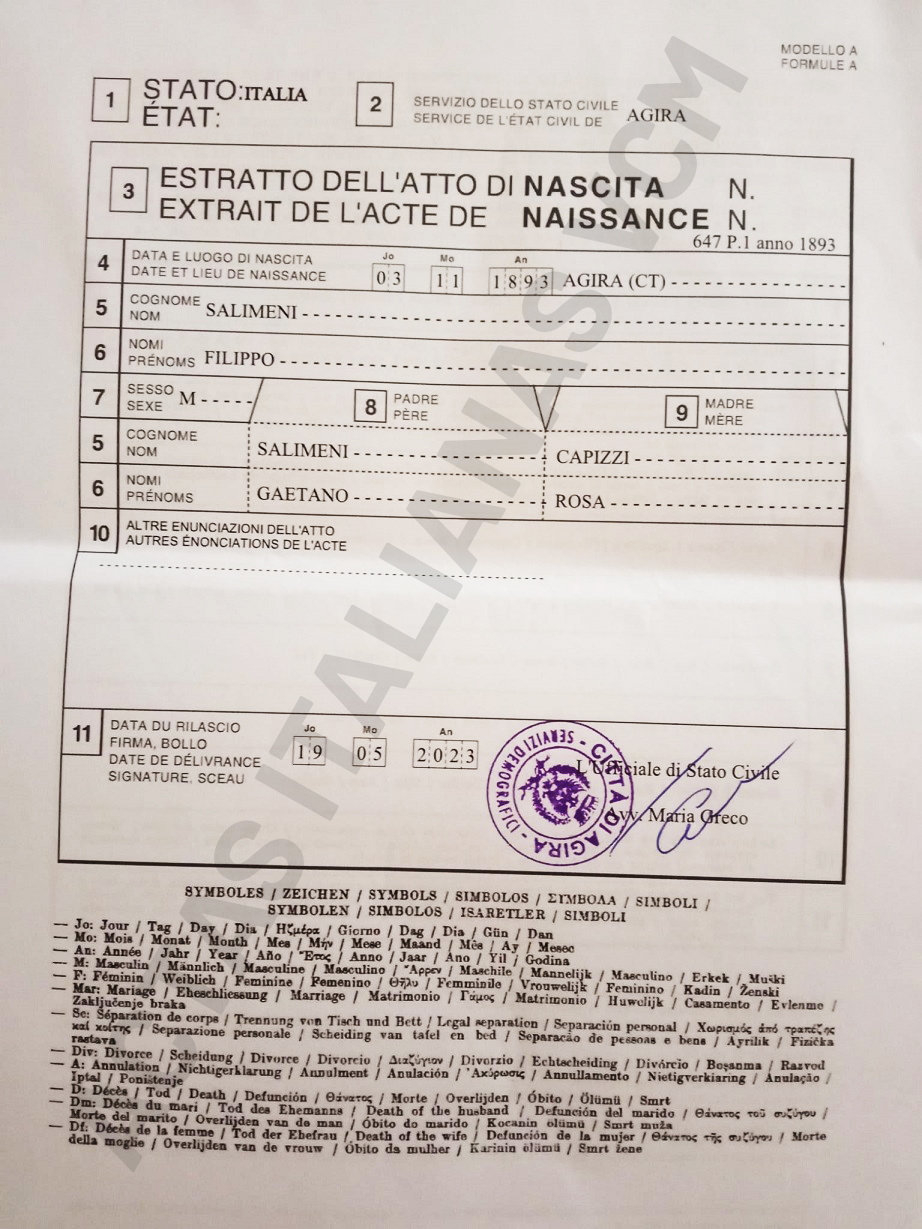 MODELLO A
FORMULE A
1 STATO: ITALIA
ÉTAT:
2 SERVIZIO DELLO STATO CIVILE
SERVICE DE L'ÉTAT CIVIL DE AGIRA
3 ESTRATTO DELL'ATTO DI NASCITA N.
EXTRAIT DE L'ACTE DE NAISSANCE N.
647 P.1 anno 1893
4 DATA E LUOGO DI NASCITA
DATE ET LIEU DE NAISSANCE
Jo Mo An
03 11 1893 AGIRA (CT)
5 COGNOME
NOM SALIMENI
6 NOMI
PRÉNOMS FILIPPO
7 SESSO
SEXE M
8 PADRE
PÈRE
9 MADRE
MÈRE
5 COGNOME
NOM SALIMENI CAPIZZI
6 NOMI
PRÉNOMS GAETANO ROSA
10 ALTRE ENUNCIAZIONI DELL'ATTO
AUTRES ÉNONCIATIONS DE L'ACTE
11 DATA DU RILASCIO
FIRMA, BOLLO
DATE DE DÉLIVRANCE
SIGNATURE, SCEAU
Jo Mo An
19 05 2023
CITTA DI AGIRA - SERVIZI DEMOGRAFICI -
L'Ufficiale di Stato Civile
Avv. Maria Greco
SYMBOLES / ZEICHEN / SYMBOLS / SIMBOLOS / ΣΥΜΒΟΛΑ / SIMBOLI /
SYMBOLEN / SIMBOLOS / ISARETLER / SIMBOLI
— Jo: Jour / Tag / Day / Dia / Ηζμέρα / Giorno / Dag / Dia / Gün / Dan
— Mo: Mois / Monat / Month / Mes / Μήν / Mese / Maand / Mês / Ay / Mesec
— An: Année / Jahr / Year / Año / Ἔτος / Anno / Jaar / Ano / Yil / Godina
— M: Masculin / Männlich / Masculine / Masculino / Ἄρρεν / Maschile / Mannelijk / Masculino / Erkek / Muški
— F: Féminin / Weiblich / Feminine / Femenino / Θῆλυ / Femminile / Vrouwelijk / Feminino / Kadin / Ženski
— Mar: Mariage / Eheschliessung / Marriage / Matrimonio / Γάμος / Matrimonio / Huwelijk / Casamento / Evlenme /
Zaključenje braka
— Sc: Séparation de corps / Trennung von Tisch und Bett / Legal separation / Separación personal / Χωρισμός ἀπό τραπέζης
καί κοίτης / Separazione personale / Scheiding van tafel en bed / Separacão de pessoas e bens / Ayrilik / Fizička
rastava
— Div: Divorce / Scheidung / Divorce / Divorcio / Διαζύγιον / Divorzio / Echtscheiding / Divórcio / Boşanma / Razvod
— A: Annulation / Nichtigerklarung / Annulment / Anulación / Ἀκύρωσις / Annullamento / Nietigverkiaring / Anulação /
Iptal / Poništenje
— D: Décès / Tod / Death / Defunción / Θάνατος / Morte / Overlijden / Óbito / Ölümü / Smrt
— Dm: Décès du mari / Tod des Ehemanns / Death of the husband / Defunción del marido / Θάνατος τοῦ συζύγου /
Morte del marito / Overlijden van de man / Óbito do marido / Kocanin ölümü / Smrt muža
— Df: Décès de la femme / Tod der Ehefrau / Death of the wife / Defunción de la mujer / Θάνατος τῆς συζύγου / Morte
della moglie / Overlijden van de vrouw / Óbito da mulher / Karinin ölümü / Smrt žene